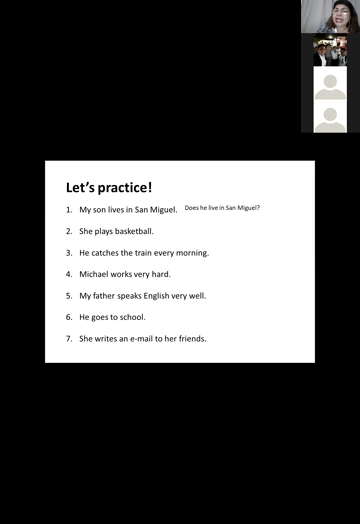 Let's practice!
1. My son lives in San Miguel. Does he live in San Miguel?
2. She plays basketball.
3. He catches the train every morning.
4. Michael works very hard.
5. My father speaks English very well.
6. He goes to school.
7. She writes an e-mail to her friends.